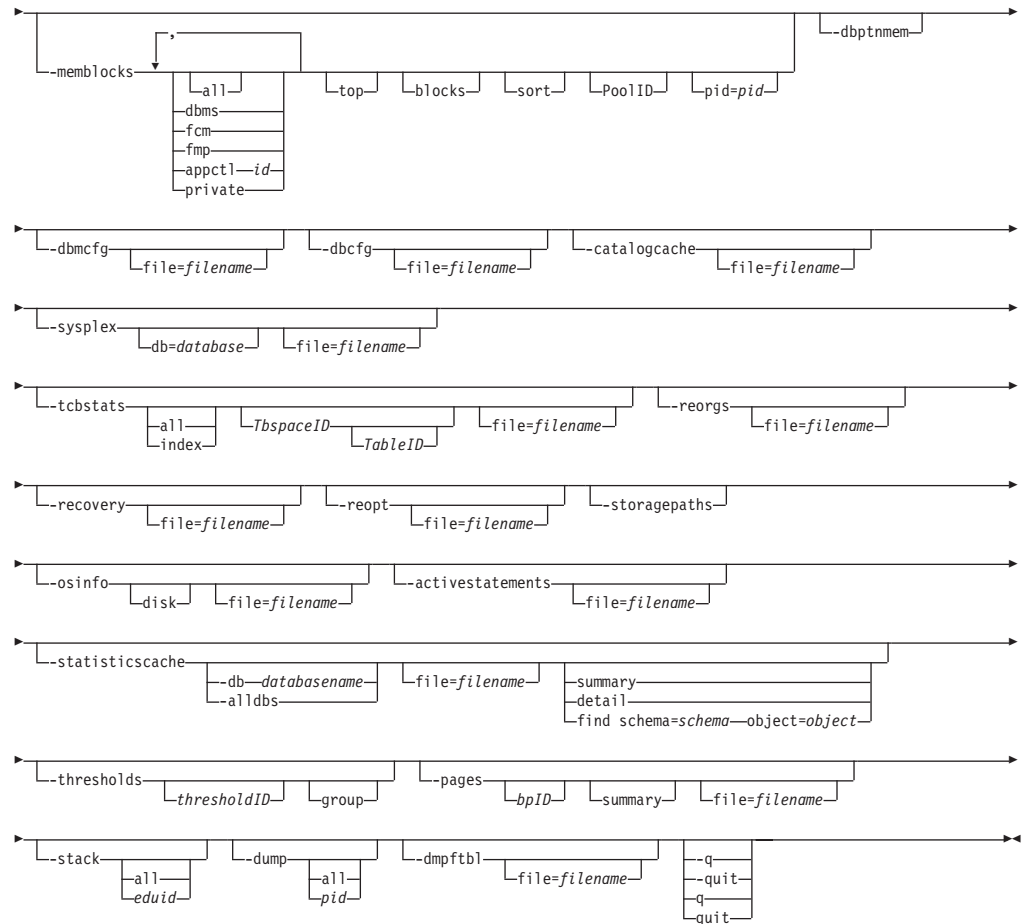 , -dbptnmem
-memblocks all top blocks sort PoolID pid=pid
dbms
fcm
fmp
appctl id
private
-dbmcfg -dbcfg -catalogcache
file=filename file=filename file=filename
-sysplex
db=database file=filename
-tcbstats -reorgs
all TbspaceID file=filename file=filename
index TableID
-recovery -reopt -storagepaths
file=filename file=filename
-osinfo -activestatements
disk file=filename file=filename
-statisticscache
-db databasename file=filename summary
-alldbs detail
find schema=schema object=object
-thresholds -pages
thresholdID group bpID summary file=filename
-stack -dump -dmpftbl -q
all all file=filename -quit
eduid pid q
quit